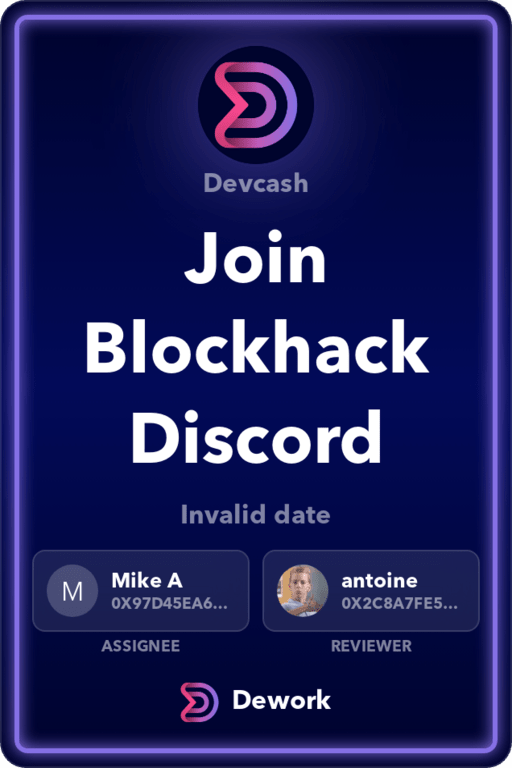 Devcash
Join
Blockhack
Discord
Invalid date
M
Mike A
0X97D45EA6...
antoine
0X2C8A7FE5...
ASSIGNEE
REVIEWER
Dework